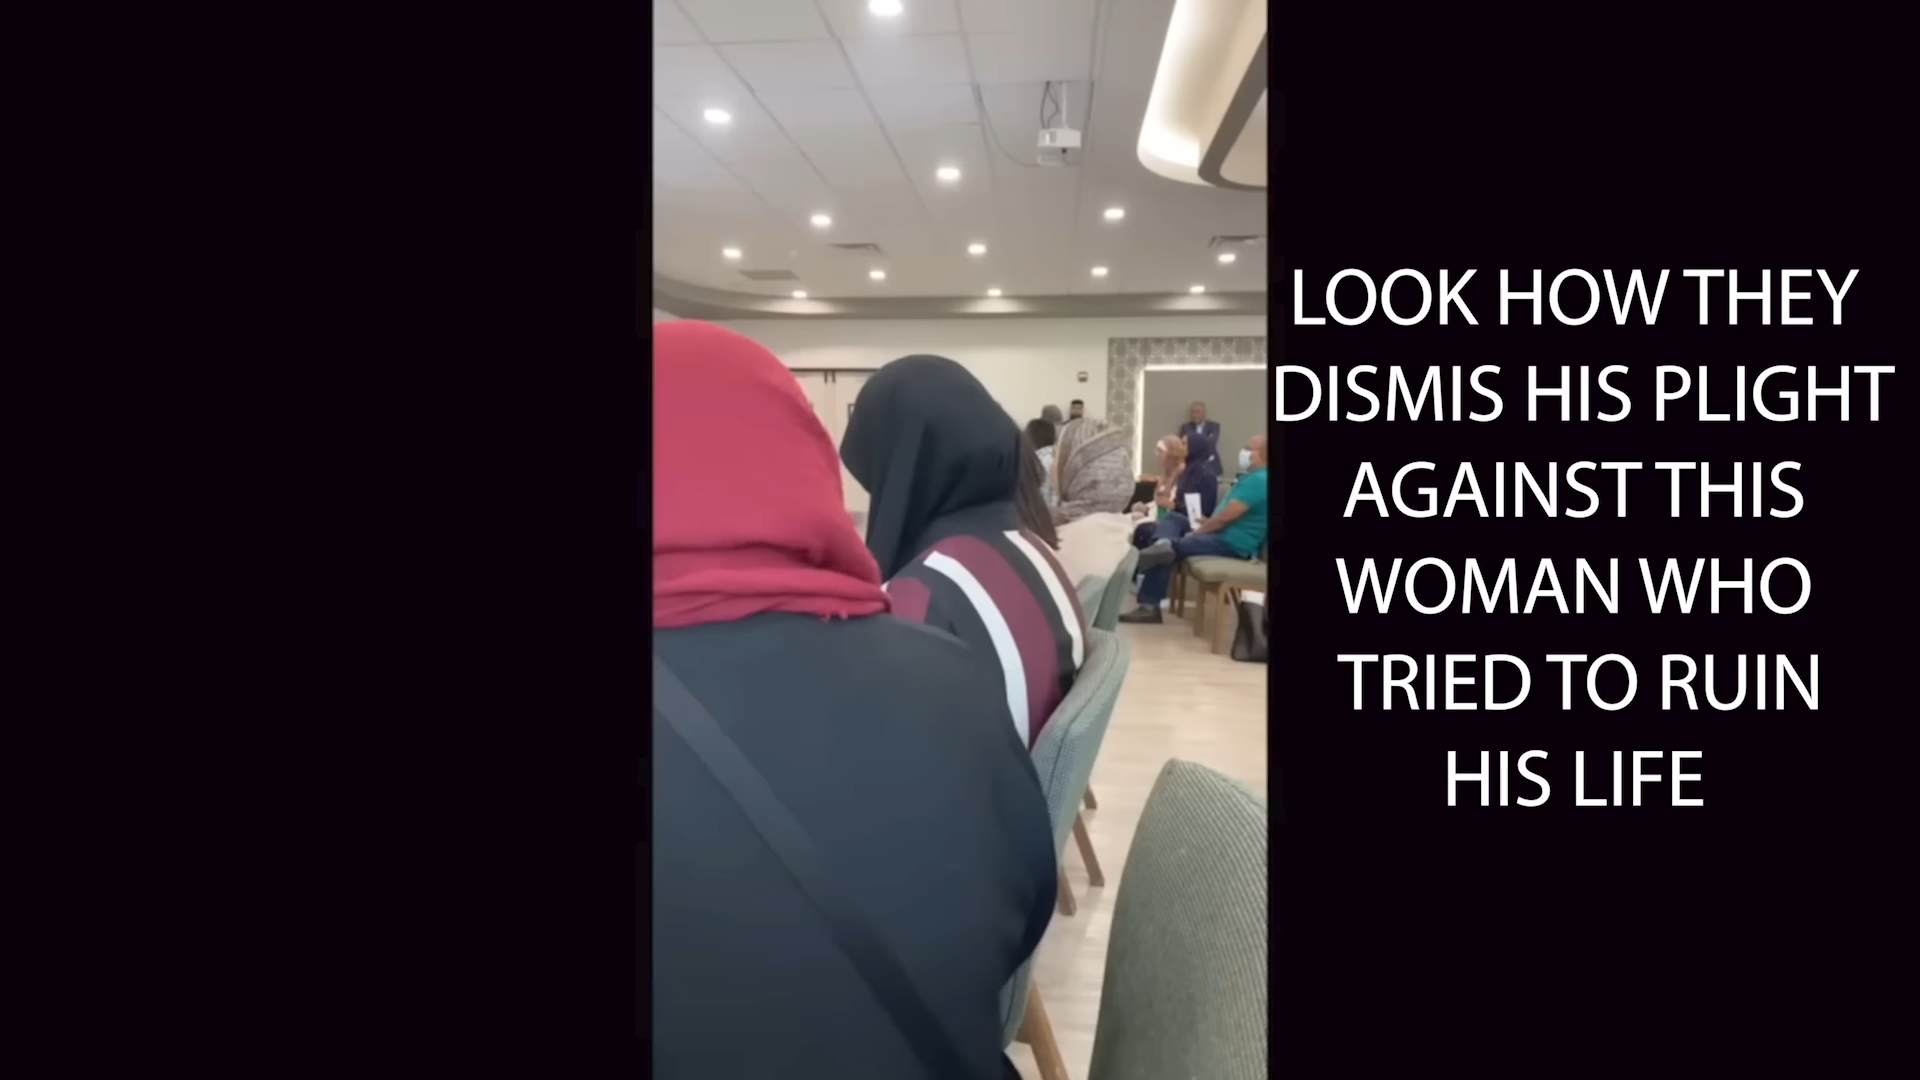 LOOK HOW THEY
DISMIS HIS PLIGHT
AGAINST THIS
WOMAN WHO
TRIED TO RUIN
HIS LIFE